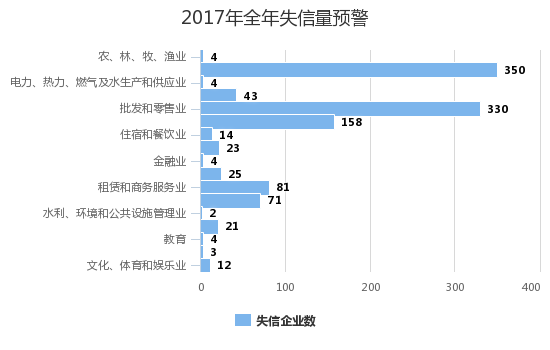 2017年全年失信量预警
农、林、牧、渔业 4
350
电力、热力、燃气及水生产和供应业 4
43
批发和零售业 330
158
住宿和餐饮业 14
23
金融业 4
25
租赁和商务服务业 81
71
水利、环境和公共设施管理业 2
21
教育 4
3
文化、体育和娱乐业 12
0 100 200 300 400
失信企业数